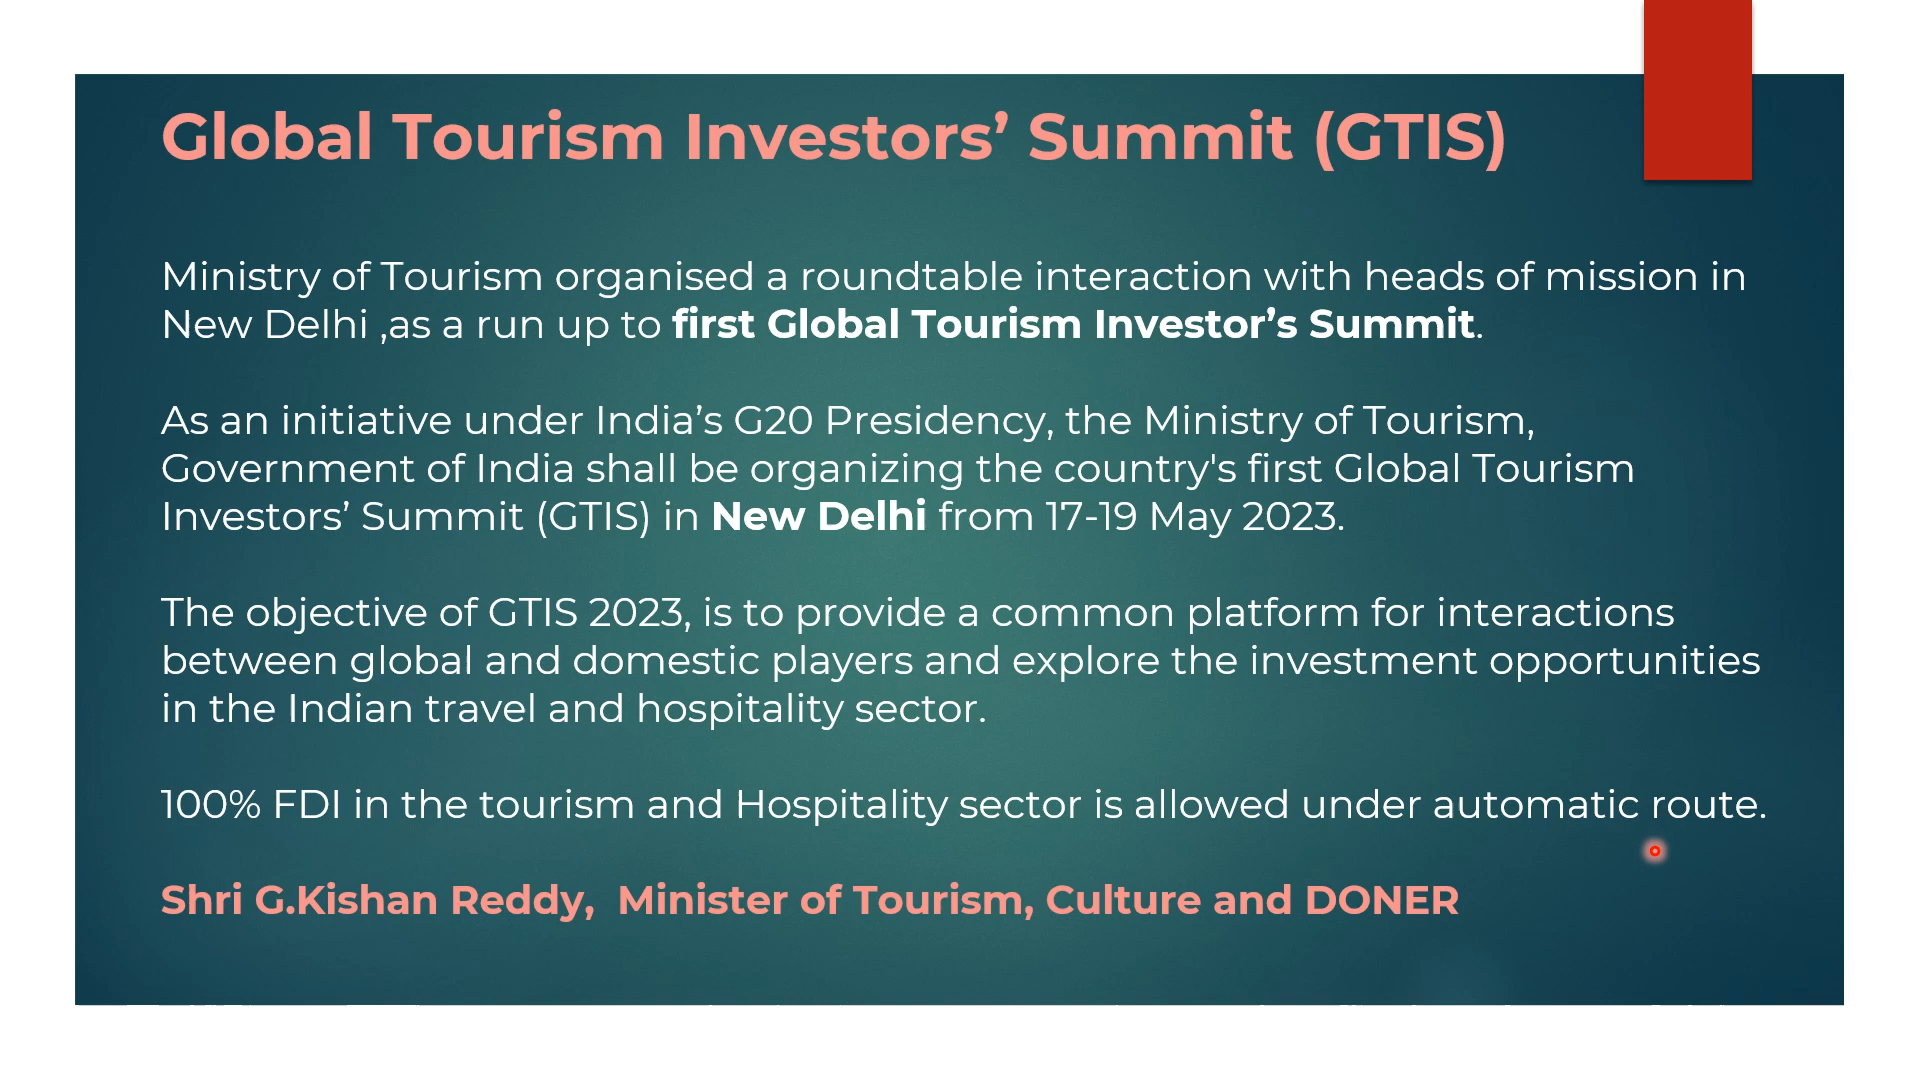 Global Tourism Investors’ Summit (GTIS)
Ministry of Tourism organised a roundtable interaction with heads of mission in
New Delhi ,as a run up to first Global Tourism Investor’s Summit.
As an initiative under India’s G20 Presidency, the Ministry of Tourism,
Government of India shall be organizing the country's first Global Tourism
Investors’ Summit (GTIS) in New Delhi from 17-19 May 2023.
The objective of GTIS 2023, is to provide a common platform for interactions
between global and domestic players and explore the investment opportunities
in the Indian travel and hospitality sector.
100% FDI in the tourism and Hospitality sector is allowed under automatic route.
Shri G.Kishan Reddy,  Minister of Tourism, Culture and DONER